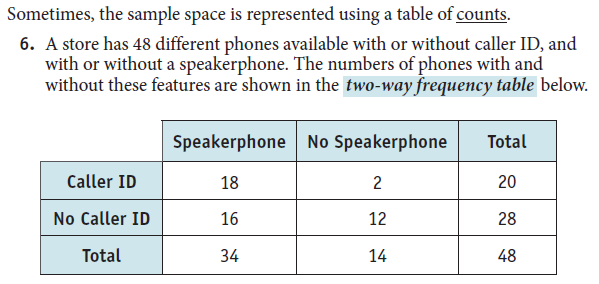 Sometimes, the sample space is represented using a table of counts.
6. A store has 48 different phones available with or without caller ID, and
with or without a speakerphone. The numbers of phones with and
without these features are shown in the two-way frequency table below.
Speakerphone No Speakerphone Total
Caller ID 18 2 20
No Caller ID 16 12 28
Total 34 14 48